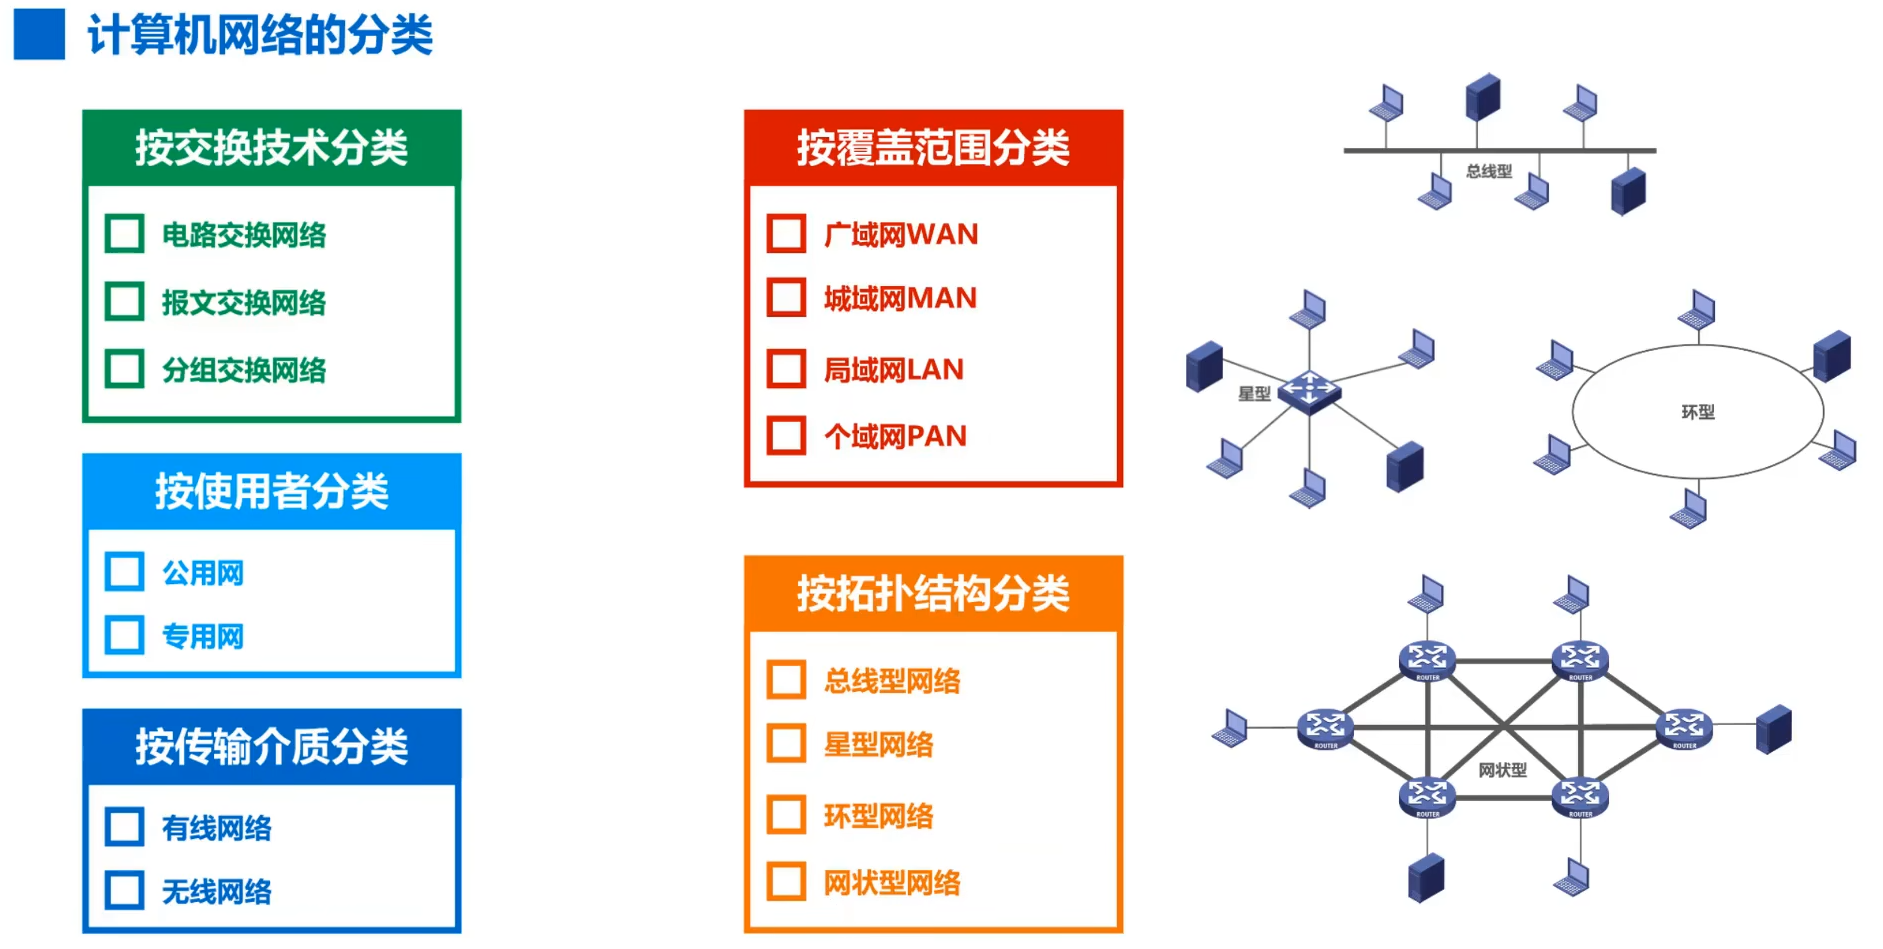 计算机网络的分类
按交换技术分类
电路交换网络
报文交换网络
分组交换网络
按使用者分类
公用网
专用网
按传输介质分类
有线网络
无线网络
按覆盖范围分类
广域网WAN
城域网MAN
局域网LAN
个域网PAN
按拓扑结构分类
总线型网络
星型网络
环型网络
网状型网络
总线型
星型
环型
ROUTER
ROUTER
ROUTER
ROUTER
网状型
ROUTER
ROUTER